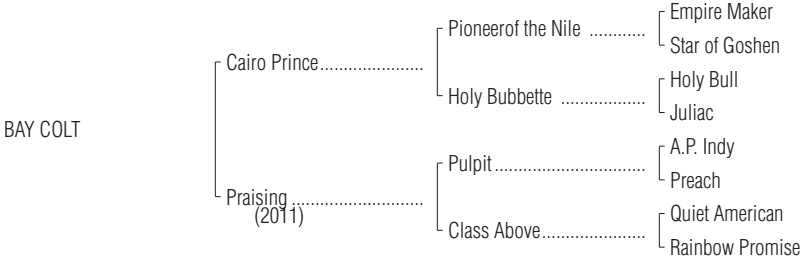 Empire Maker
Pioneerof the Nile ............
Star of Goshen
Cairo Prince......................
Holy Bull
Holy Bubbette ..................
Juliac
BAY COLT
A.P. Indy
Pulpit................................
Preach
Praising ............................
(2011)
Quiet American
Class Above......................
Rainbow Promise